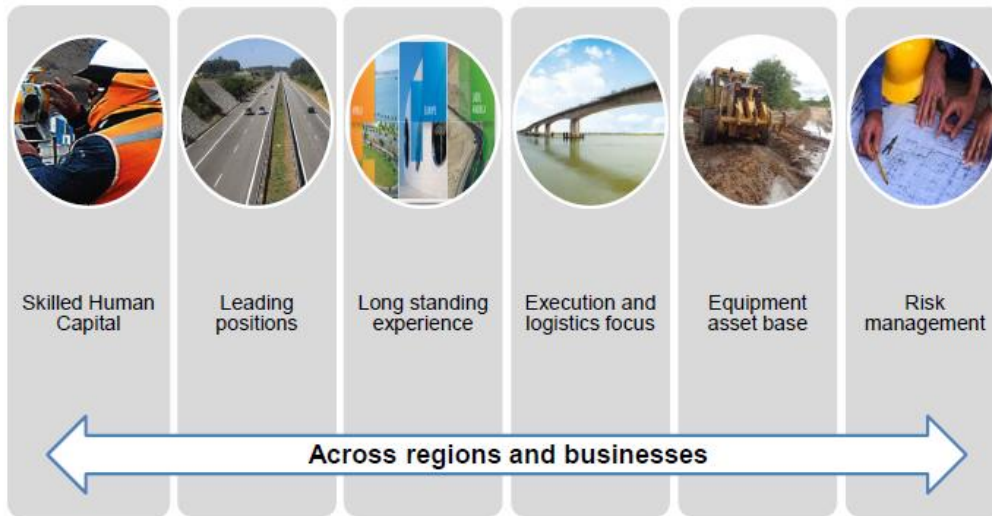 Skilled Human
Capital
Leading
positions
Long standing
experience
Execution and
logistics focus
Equipment
asset base
Risk
management
Across regions and businesses